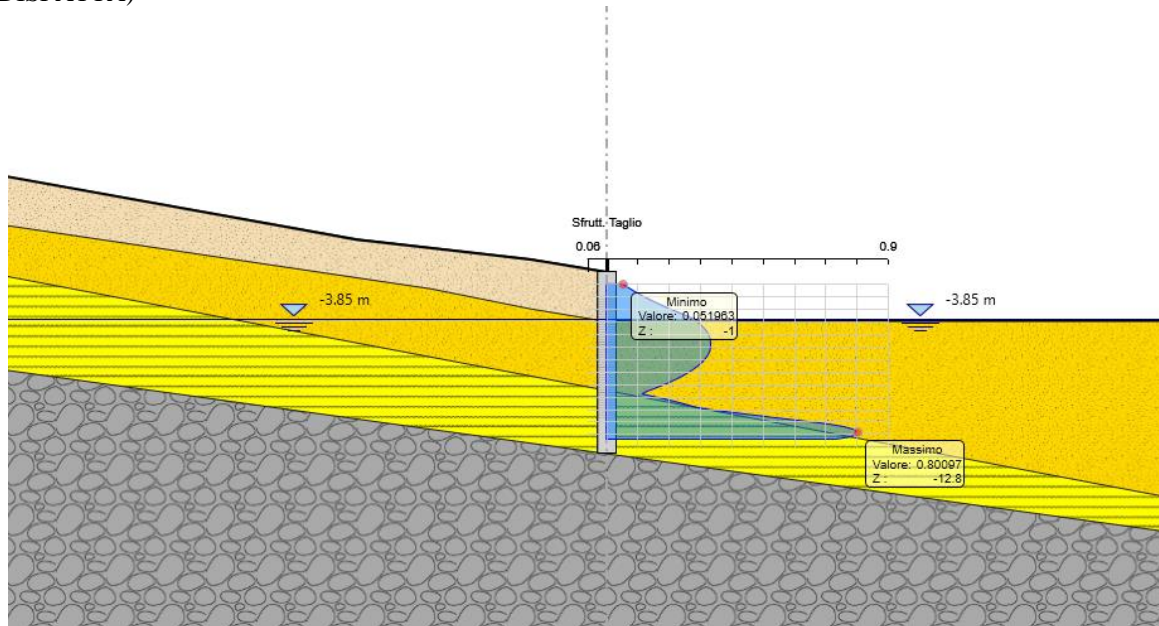 Sfrutt. Taglio
0.06
0.9
-3.85 m
-3.85 m
Minimo
Valore: 0.051963
Z : -1
Massimo
Valore: 0.80097
Z : -12.8